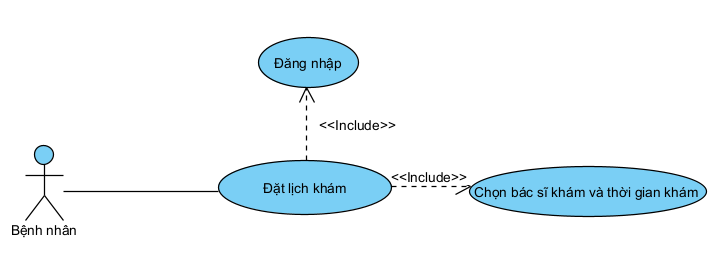 Đăng nhập
<<Include>>
<<Include>>
Đặt lịch khám
Chọn bác sĩ khám và thời gian khám
Bệnh nhân